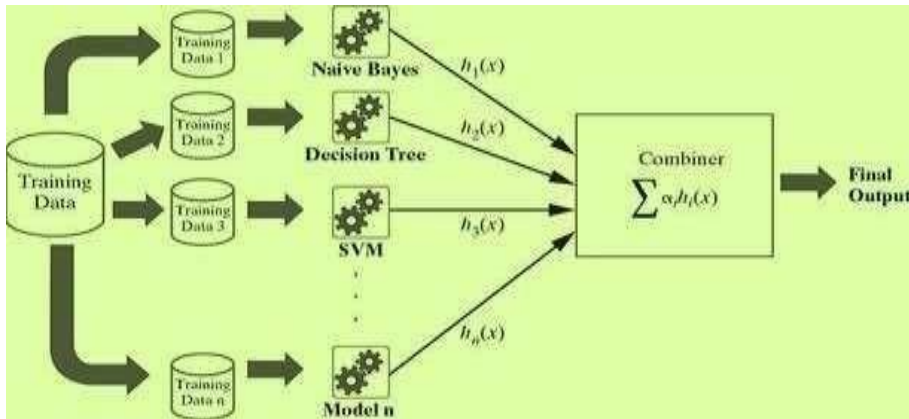 Training
Data
Training
Data 1
Naive Bayes
h₁(x)
Training
Data 2
Decision Tree
h₂(x)
Training
Data 3
SVM
h₃(x)
Training
Data n
Model n
hₙ(x)
Combiner
∑ αᵢhᵢ(x)
Final
Output